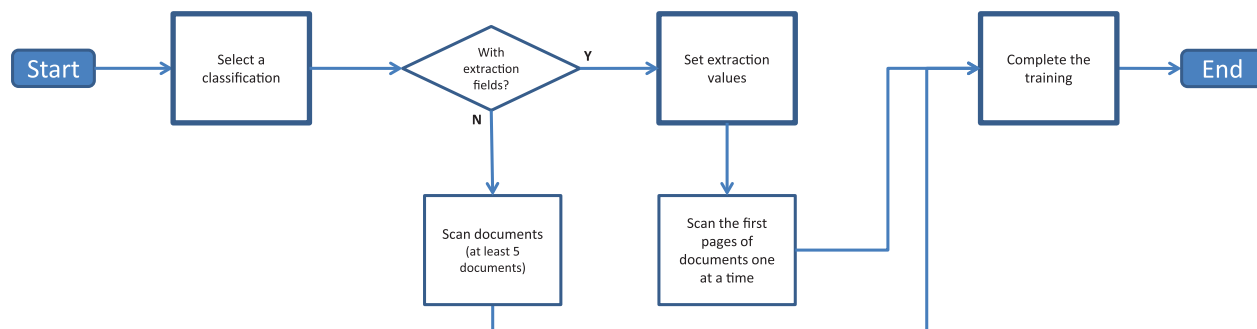 Start
Select a
classification
With
extraction
fields?
Y
N
Set extraction
values
Complete the
training
End
Scan documents
(at least 5
documents)
Scan the first
pages of
documents one
at a time